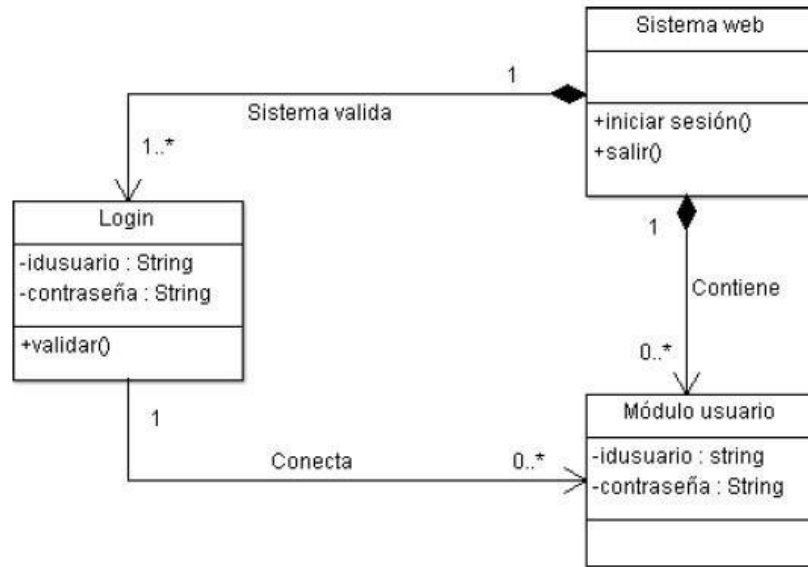 Sistema web
+iniciar sesión()
+salir()
1
Sistema valida
1..*
Login
-idusuario : String
-contraseña : String
+validar()
1
Contiene
0..*
Módulo usuario
-idusuario : string
-contraseña : String
1
Conecta
0..*